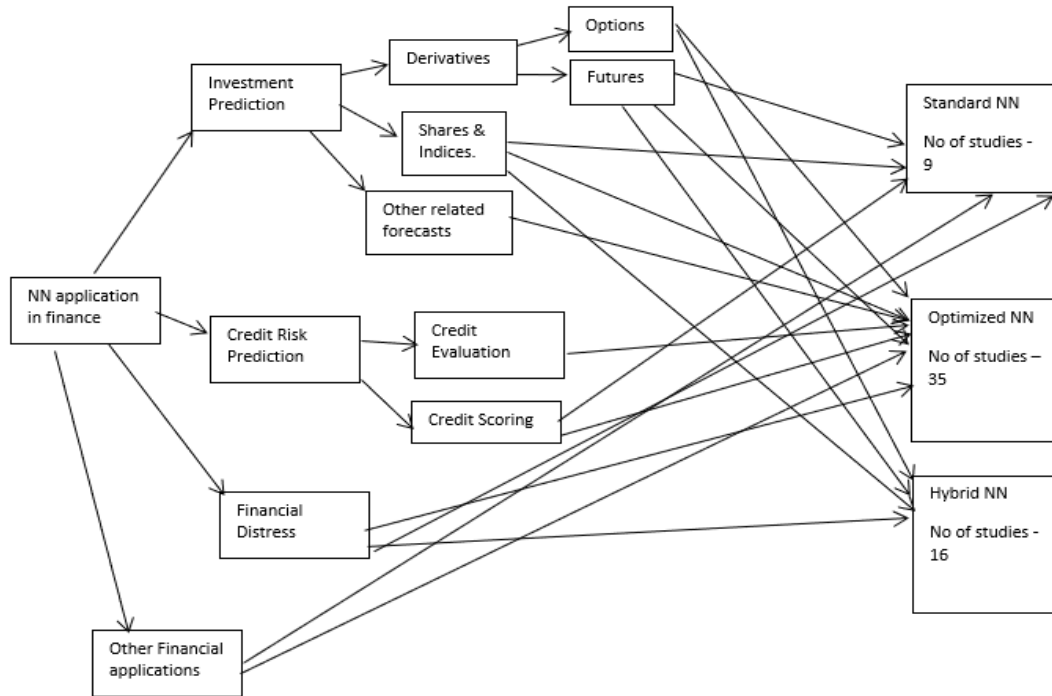 Options
Derivatives
Futures
Investment
Prediction
Shares &
Indices.
Other related
forecasts
Standard NN
No of studies -
9
NN application
in finance
Credit Risk
Prediction
Credit
Evaluation
Credit Scoring
Optimized NN
No of studies –
35
Financial
Distress
Hybrid NN
No of studies -
16
Other Financial
applications